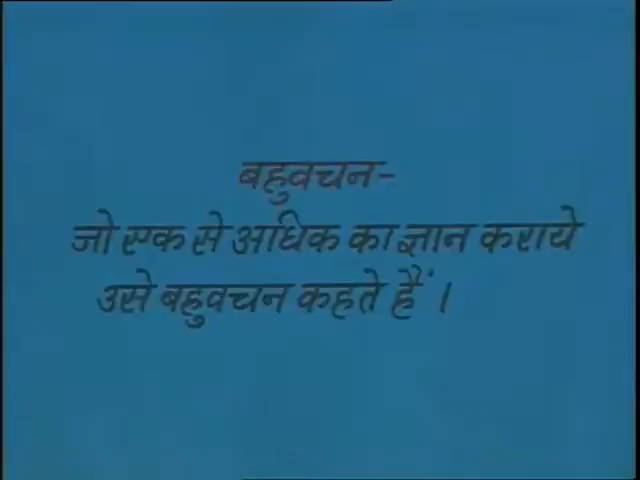 बहुवचन-
जो एक से अधिक का ज्ञान कराये
उसे बहुवचन कहते हैं ।